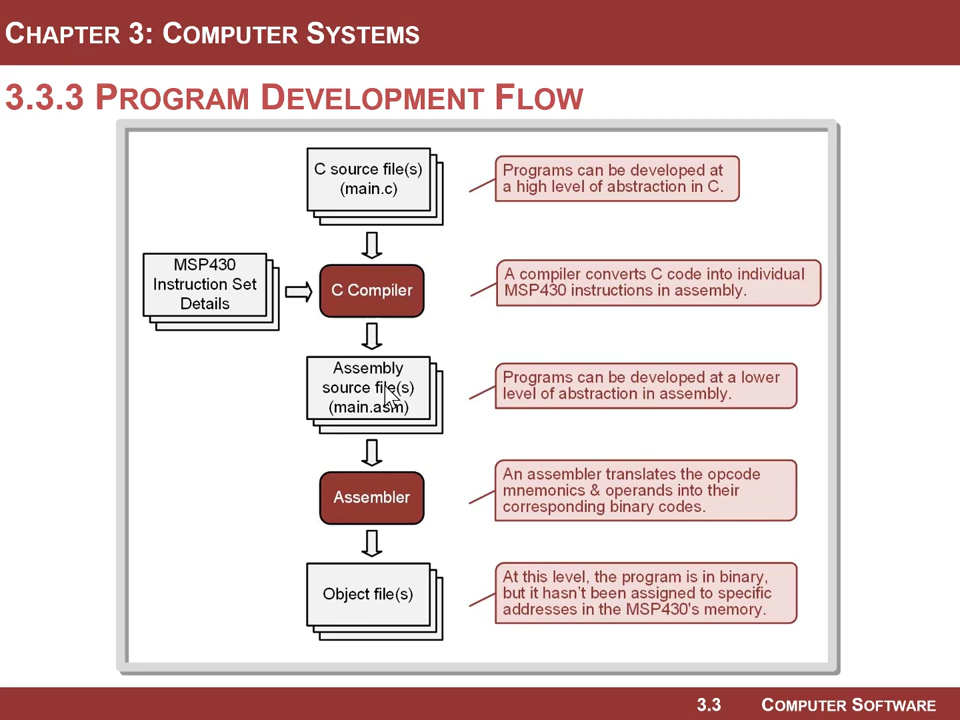 CHAPTER 3: COMPUTER SYSTEMS
3.3.3 PROGRAM DEVELOPMENT FLOW
C source file(s)
(main.c)
Programs can be developed at
a high level of abstraction in C.
MSP430
Instruction Set
Details
C Compiler
A compiler converts C code into individual
MSP430 instructions in assembly.
Assembly
source file(s)
(main.asm)
Programs can be developed at a lower
level of abstraction in assembly.
Assembler
An assembler translates the opcode
mnemonics & operands into their
corresponding binary codes.
Object file(s)
At this level, the program is in binary,
but it hasn't been assigned to specific
addresses in the MSP430's memory.
3.3 COMPUTER SOFTWARE